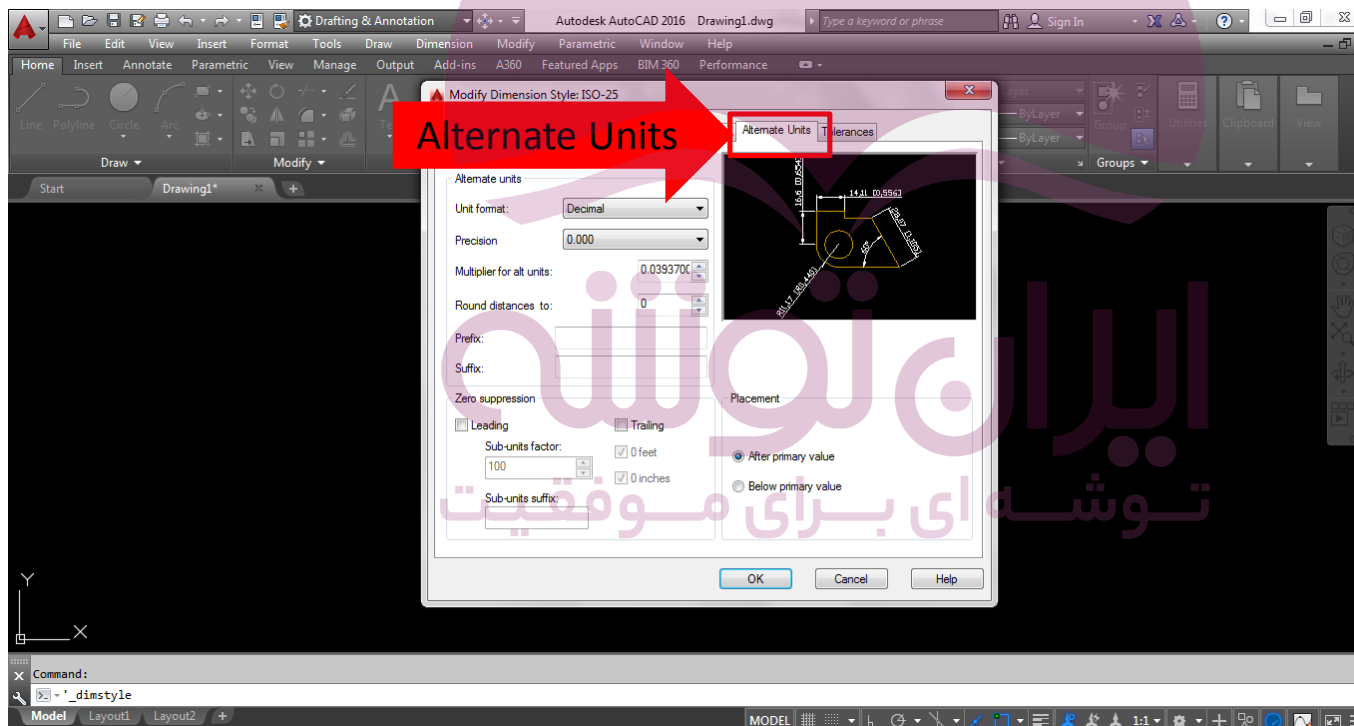 Drafting & Annotation Autodesk AutoCAD 2016 Drawing1.dwg Type a keyword or phrase Sign In
File Edit View Insert Format Tools Draw Dimension Modify Parametric Window Help
Home Insert Annotate Parametric View Manage Output Add-ins A360 Featured Apps BIM 360 Performance
Line Polyline Circle Arc
Group Utilities Clipboard View
ByLayer
ByLayer
Draw Modify Groups
Start Drawing1* +
Modify Dimension Style: ISO-25
Alternate Units
Alternate Units Tolerances
Alternate units
Unit format: Decimal
Precision 0.000
Multiplier for alt units: 0.039370
Round distances to: 0
Prefix:
Suffix:
14,11 [0,556]
Zero suppression
Leading Trailing
Sub-units factor:
100
0 feet
0 inches
Sub-units suffix:
Placement
After primary value
Below primary value
ایران توشه
توشه ای برای موفقیت
OK Cancel Help
Y
X
Command:
'_dimstyle
Model Layout1 Layout2 +
MODEL 1:1